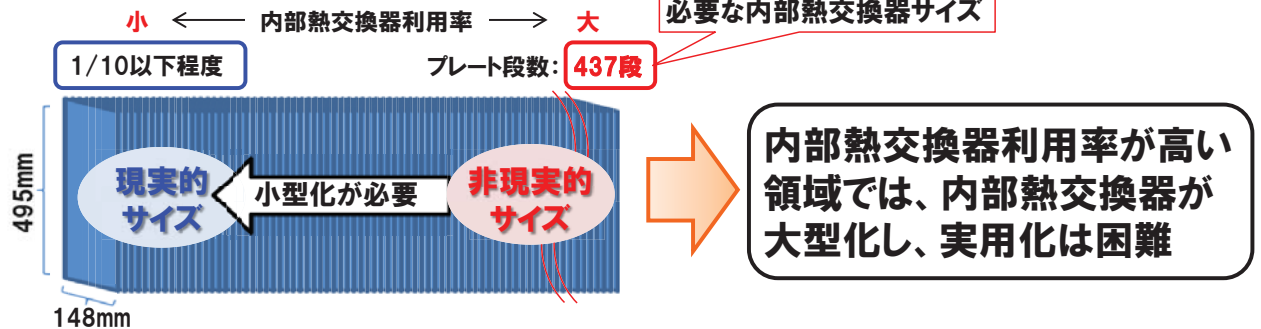 必要な内部熱交換器サイズ
小 ← 内部熱交換器利用率 → 大
1/10以下程度
プレート段数: 437段
495mm
現実的
サイズ
小型化が必要
非現実的
サイズ
148mm
内部熱交換器利用率が高い
領域では、内部熱交換器が
大型化し、実用化は困難